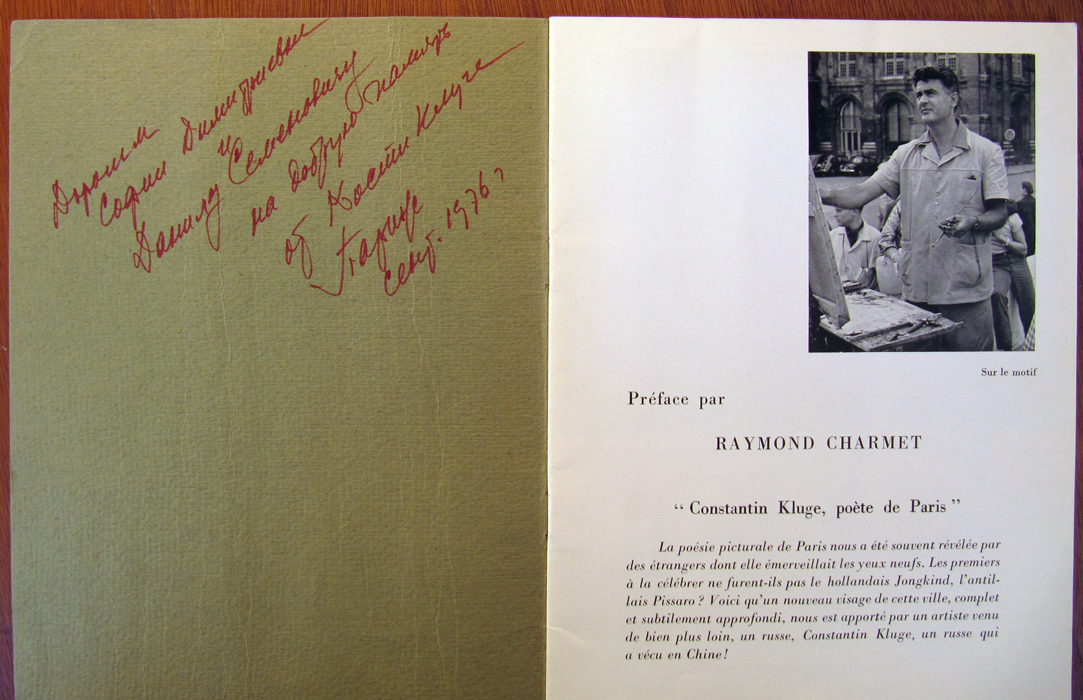 Дорогим
Софии Димитриевне
и
Данилу Семеновичу
на добрую память
от Кости Клуге
Париж
сент. 1976 г
Sur le motif
Préface par
RAYMOND CHARMET
“ Constantin Kluge, poète de Paris ”
La poésie picturale de Paris nous a été souvent révélée par
des étrangers dont elle émerveillait les yeux neufs. Les premiers
à la célébrer ne furent-ils pas le hollandais Jongkind, l'antil-
lais Pissaro ? Voici qu'un nouveau visage de cette ville, complet
et subtilement approfondi, nous est apporté par un artiste venu
de bien plus loin, un russe, Constantin Kluge, un russe qui
a vécu en Chine !